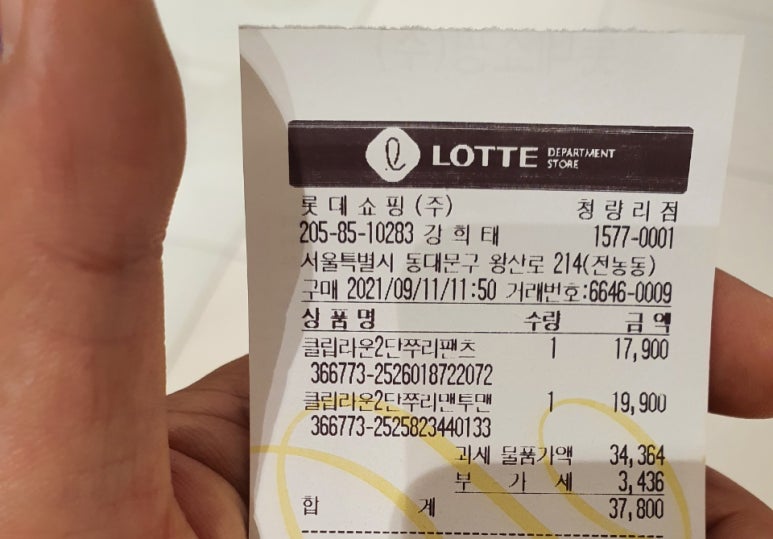 LOTTE DEPARTMENT STORE
롯데쇼핑(주) 청량리점
205-85-10283 강희태 1577-0001
서울특별시 동대문구 왕산로 214(전농동)
구매 2021/09/11/11:50 거래번호:6646-0009
상품명 수량 금액
클립라운2단쭈리팬츠 1 17,900
366773-2526018722072
클립라운2단쭈리맨투맨 1 19,900
366773-2525823440133
과세 물품가액 34,364
부가세 3,436
합계 37,800